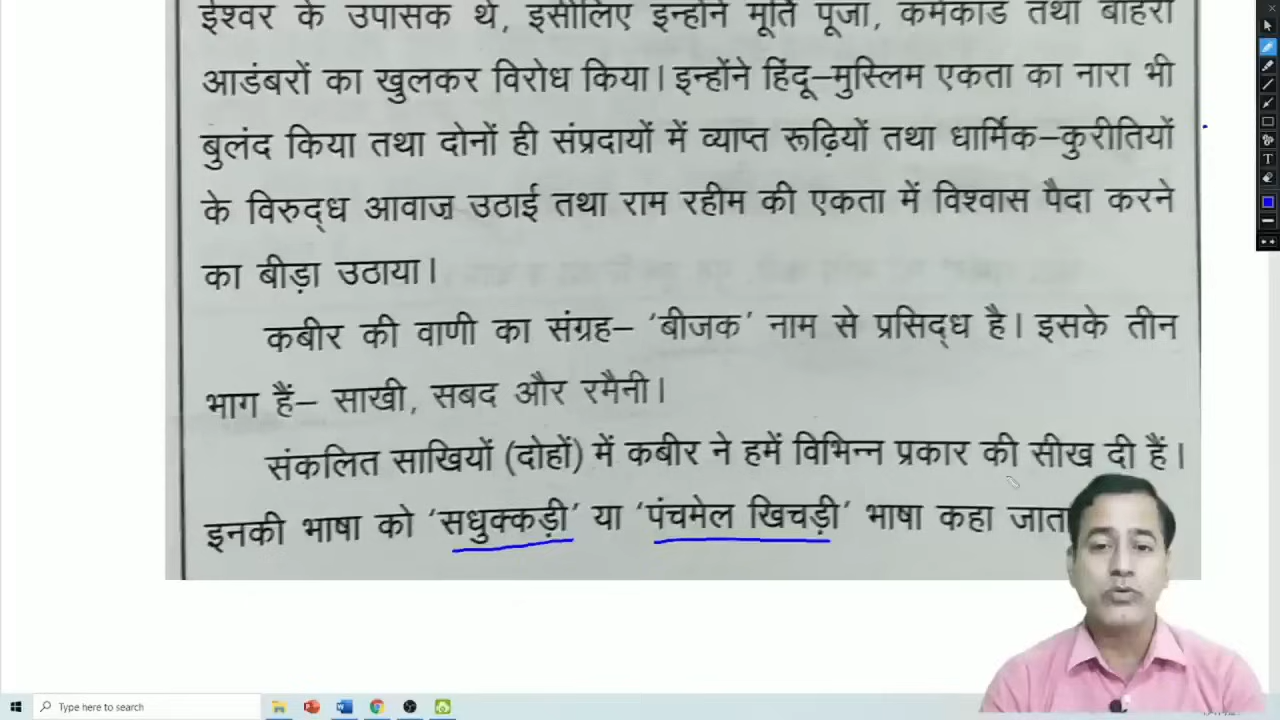 ईश्वर के उपासक थे, इसीलिए इन्होंने मूर्ति पूजा, कर्मकांड तथा बाहरी
आडंबरों का खुलकर विरोध किया। इन्होंने हिंदू–मुस्लिम एकता का नारा भी
बुलंद किया तथा दोनों ही संप्रदायों में व्याप्त रूढ़ियों तथा धार्मिक–कुरीतियों
के विरुद्ध आवाज उठाई तथा राम रहीम की एकता में विश्वास पैदा करने
का बीड़ा उठाया।
कबीर की वाणी का संग्रह– 'बीजक' नाम से प्रसिद्ध है। इसके तीन
भाग हैं– साखी, सबद और रमैनी।
संकलित साखियों (दोहों) में कबीर ने हमें विभिन्न प्रकार की सीख दी हैं।
इनकी भाषा को 'सधुक्कड़ी' या 'पंचमेल खिचड़ी' भाषा कहा जाता
Type here to search